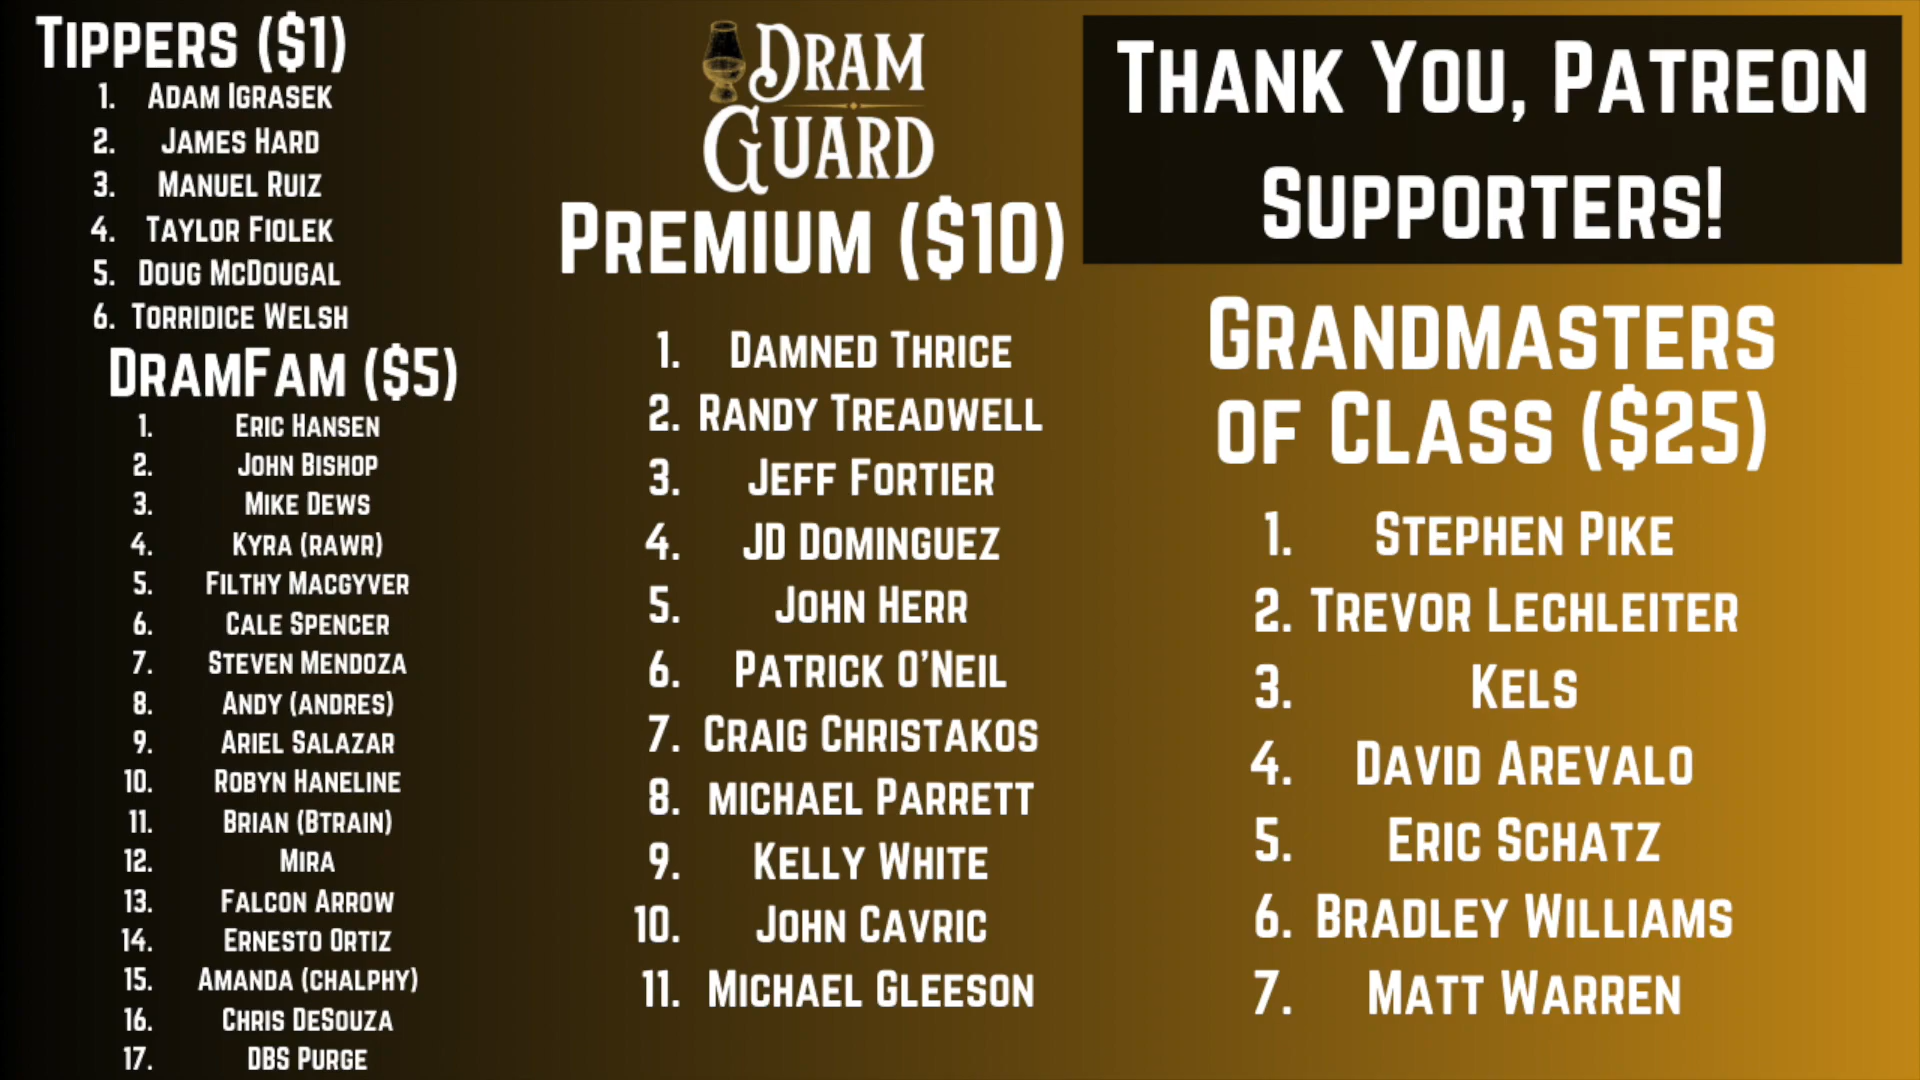 Tippers ($1)
1. Adam Igrasek
2. James Hard
3. Manuel Ruiz
4. Taylor Fiolek
5. Doug McDougal
6. Torridice Welsh
DramFam ($5)
1. Eric Hansen
2. John Bishop
3. Mike Dews
4. Kyra (rawr)
5. Filthy Macgyver
6. Cale Spencer
7. Steven Mendoza
8. Andy (andres)
9. Ariel Salazar
10. Robyn Haneline
11. Brian (Btrain)
12. Mira
13. Falcon Arrow
14. Ernesto Ortiz
15. Amanda (chalphy)
16. Chris DeSouza
17. DBS Purge
Dram
Guard
Premium ($10)
1. Damned Thrice
2. Randy Treadwell
3. Jeff Fortier
4. JD Dominguez
5. John Herr
6. Patrick O'Neil
7. Craig Christakos
8. michael Parrett
9. Kelly White
10. John Cavric
11. Michael Gleeson
Thank You, Patreon
Supporters!
Grandmasters
of Class ($25)
1. Stephen Pike
2. Trevor Lechleiter
3. Kels
4. David Arevalo
5. Eric Schatz
6. Bradley Williams
7. Matt Warren